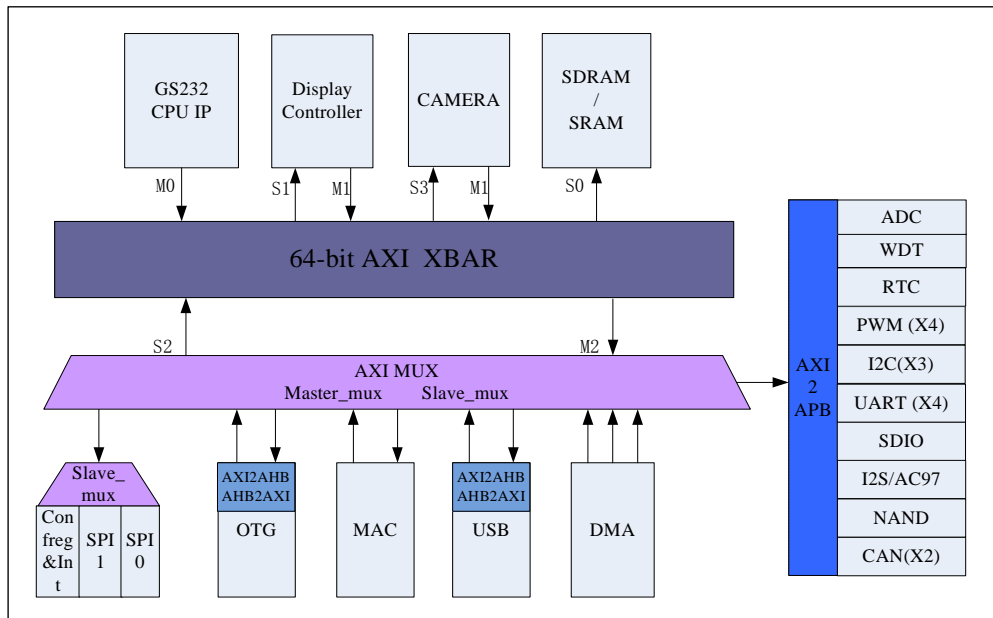 GS232
CPU IP
Display
Controller
CAMERA
SDRAM
/
SRAM
M0
S1
M1
S3
M1
S0
64-bit AXI XBAR
S2
M2
AXI MUX
Master_mux Slave_mux
AXI
2
APB
ADC
WDT
RTC
PWM (X4)
I2C(X3)
UART (X4)
SDIO
I2S/AC97
NAND
CAN(X2)
Slave_
mux
Con
freg
&In
t
SPI
1
SPI
0
AXI2AHB
AHB2AXI
OTG
MAC
AXI2AHB
AHB2AXI
USB
DMA